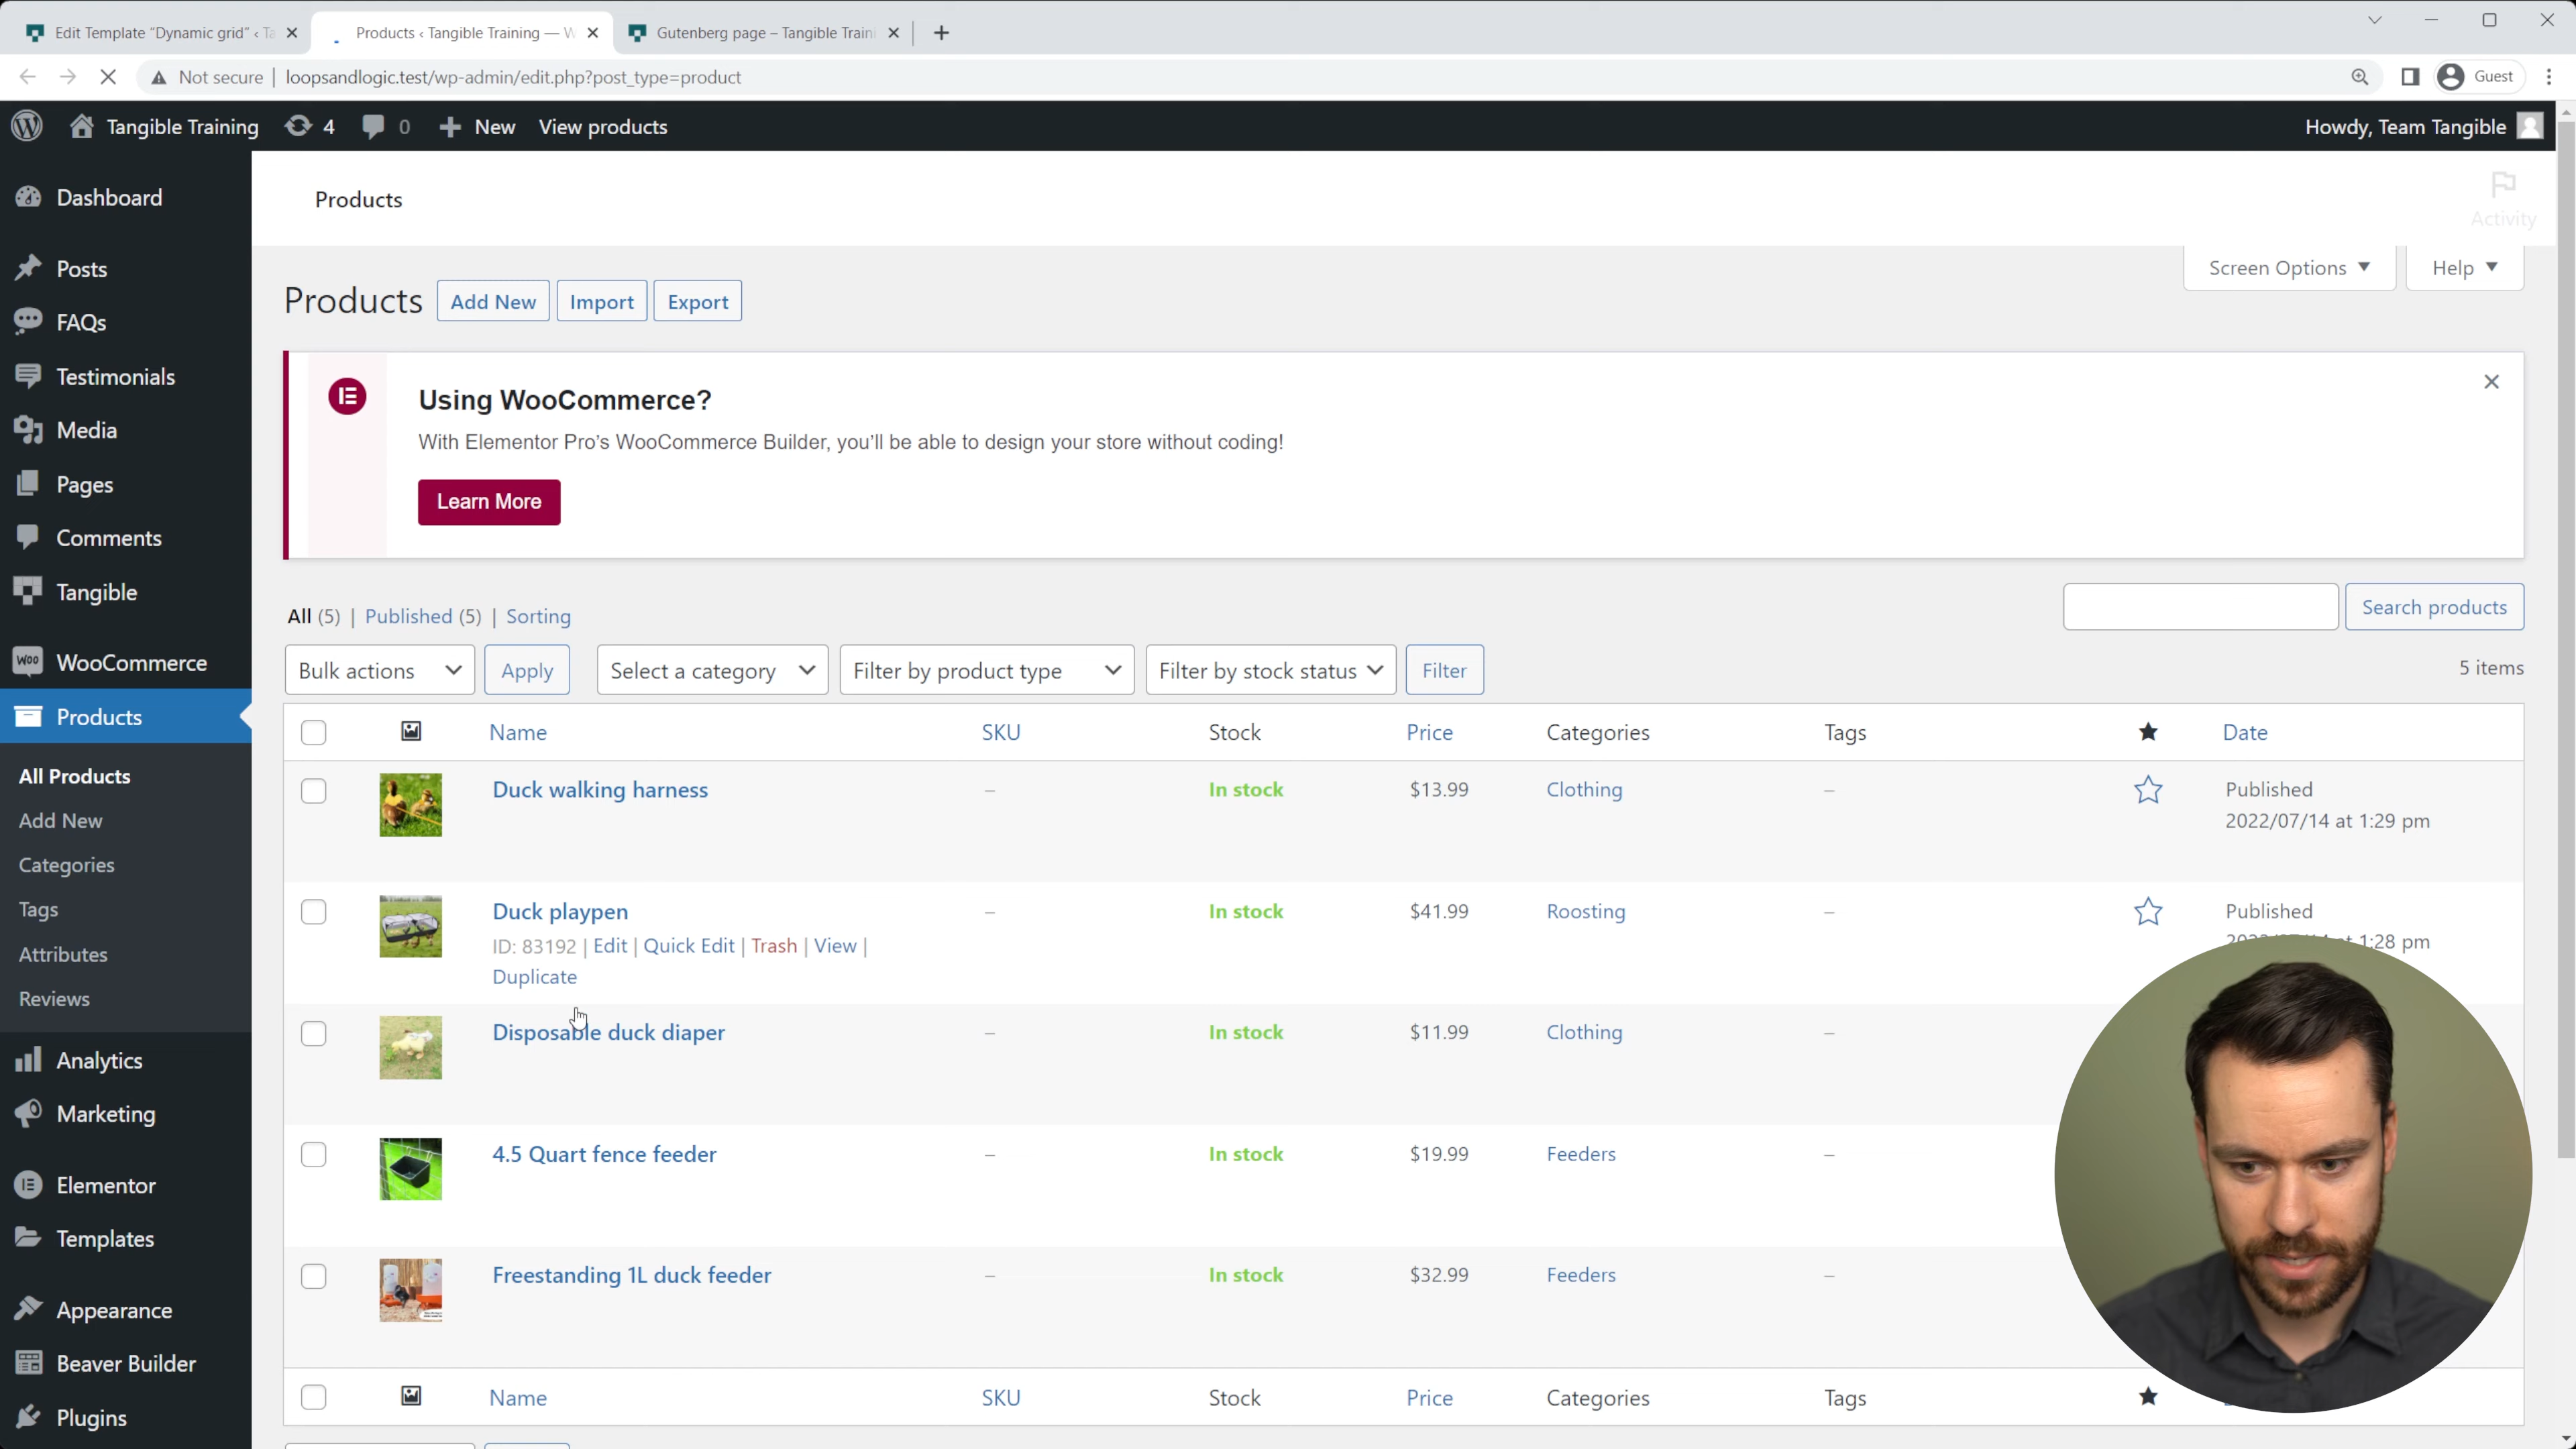 Edit Template "Dynamic grid" ‹ Ta
Products ‹ Tangible Training — W
Gutenberg page – Tangible Traini
Not secure | loopsandlogic.test/wp-admin/edit.php?post_type=product
Guest
Tangible Training 4 0 New View products
Howdy, Team Tangible
Products
Activity
Screen Options
Help
Products Add New Import Export
Using WooCommerce?
With Elementor Pro's WooCommerce Builder, you'll be able to design your store without coding!
Learn More
All (5) | Published (5) | Sorting
Search products
Bulk actions Apply Select a category Filter by product type Filter by stock status Filter
5 items
Name SKU Stock Price Categories Tags Date
Duck walking harness – In stock $13.99 Clothing – Published
2022/07/14 at 1:29 pm
Duck playpen – In stock $41.99 Roosting – Published
ID: 83192 | Edit | Quick Edit | Trash | View |
at 1:28 pm
Duplicate
Disposable duck diaper – In stock $11.99 Clothing –
4.5 Quart fence feeder – In stock $19.99 Feeders –
Freestanding 1L duck feeder – In stock $32.99 Feeders –
Name SKU Stock Price Categories Tags
Dashboard
Posts
FAQs
Testimonials
Media
Pages
Comments
Tangible
Woo WooCommerce
Products
All Products
Add New
Categories
Tags
Attributes
Reviews
Analytics
Marketing
Elementor
Templates
Appearance
Beaver Builder
Plugins